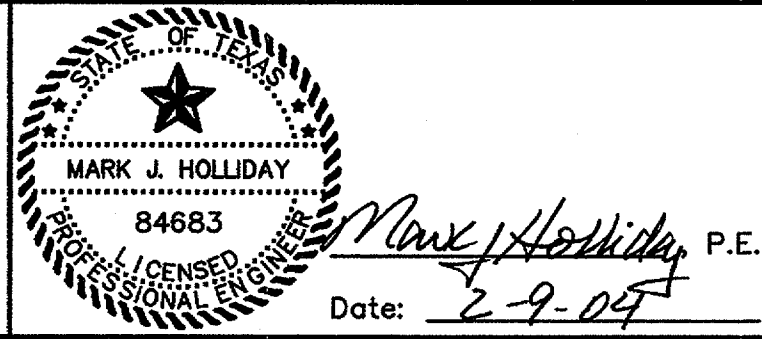 STATE OF TEXAS
MARK J. HOLLIDAY
84683
LICENSED
PROFESSIONAL ENGINEER
Mark J Holliday P.E.
Date: 2-9-04